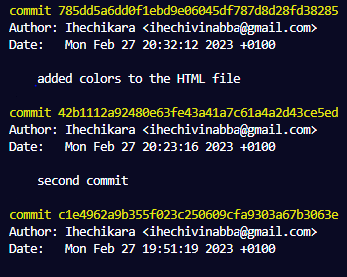 commit 785dd5a6dd0f1ebd9e06045df787d8d28fd38285
Author: Ihechikara <ihechivinabba@gmail.com>
Date:   Mon Feb 27 20:32:12 2023 +0100
added colors to the HTML file
commit 42b1112a92480e63fe43a41a7c61a4a2d43ce5ed
Author: Ihechikara <ihechivinabba@gmail.com>
Date:   Mon Feb 27 20:23:16 2023 +0100
second commit
commit c1e4962a9b355f023c250609cfa9303a67b3063e
Author: Ihechikara <ihechivinabba@gmail.com>
Date:   Mon Feb 27 19:51:19 2023 +0100